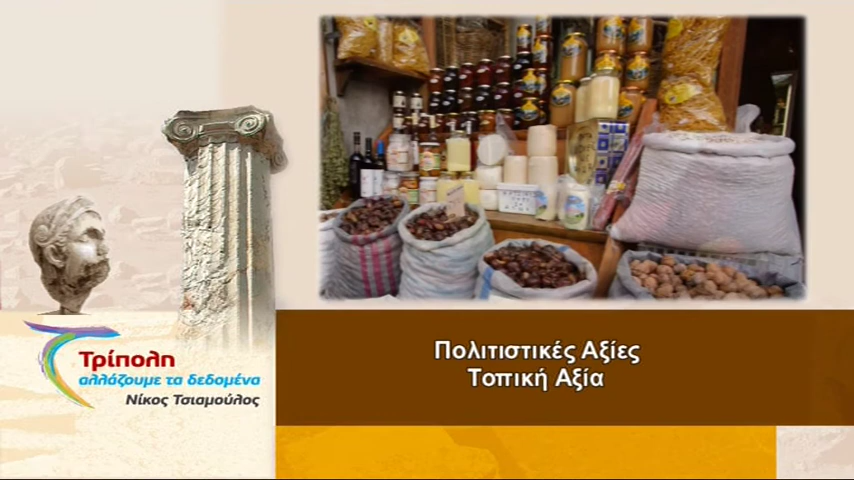 Τρίπολη
αλλάζουμε τα δεδομένα
Νίκος Τσιαμούλος
Πολιτιστικές Αξίες
Τοπική Αξία